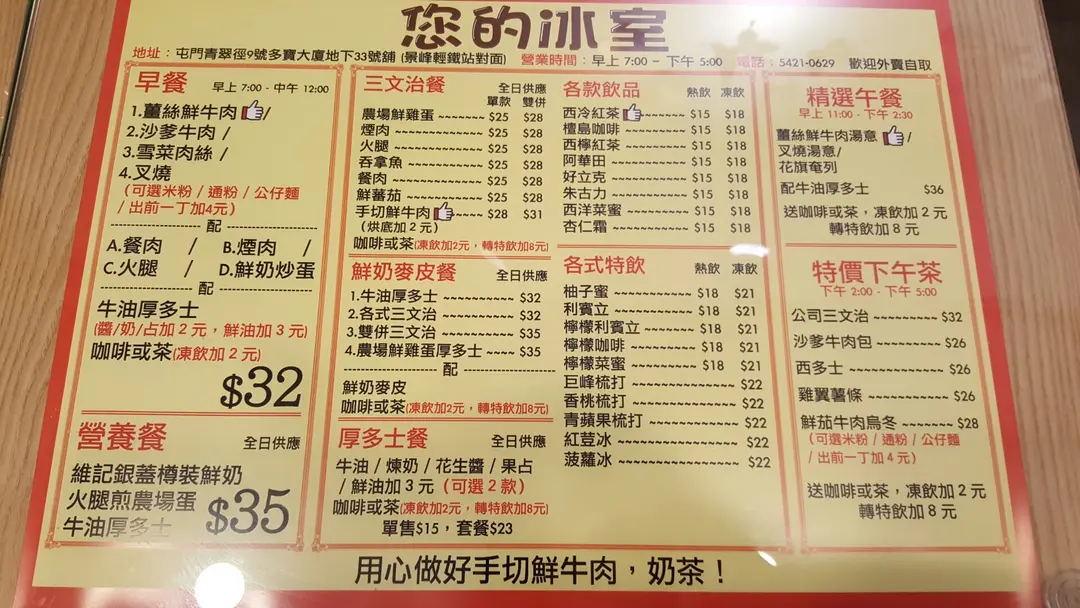 您的冰室
地址：屯門青翠徑9號多寶大廈地下33號舖 (景峰輕鐵站對面) 營業時間：早上 7:00 - 下午 5:00 電話：5421-0629 歡迎外賣自取
早餐 早上 7:00 - 中午 12:00
1.薑絲鮮牛肉 /
2.沙爹牛肉 /
3.雪菜肉絲 /
4.叉燒
(可選米粉 / 通粉 / 公仔麵
/ 出前一丁加4元)
配
A.餐肉 / B.煙肉 /
C.火腿 / D.鮮奶炒蛋
配
牛油厚多士
(醬/奶/占加 2 元，鮮油加 3 元)
咖啡或茶(凍飲加 2 元)
$32
營養餐 全日供應
維記銀蓋樽裝鮮奶
火腿煎農場蛋
牛油厚多士 $35
三文治餐 全日供應
單款 雙併
農場鮮雞蛋 ~~~~~~~ $25 $28
煙肉 ~~~~~~~~~~~~~ $25 $28
火腿 ~~~~~~~~~~~~~ $25 $28
吞拿魚 ~~~~~~~~~~~ $25 $28
餐肉 ~~~~~~~~~~~~~ $25 $28
鮮蕃茄 ~~~~~~~~~~~ $25 $28
手切鮮牛肉 ~~~~ $28 $31
(烘底加 2 元)
咖啡或茶(凍飲加2元，轉特飲加8元)
鮮奶麥皮餐 全日供應
1.牛油厚多士 ~~~~~~~~~ $32
2.各式三文治 ~~~~~~~~~ $32
3.雙併三文治 ~~~~~~~~~ $35
4.農場鮮雞蛋厚多士 ~~~~ $35
配
鮮奶麥皮
咖啡或茶(凍飲加2元，轉特飲加8元)
厚多士餐 全日供應
牛油 / 煉奶 / 花生醬 / 果占
/ 鮮油加 3 元 (可選 2 款)
咖啡或茶(凍飲加2元，轉特飲加8元)
單售$15，套餐$23
各款飲品 熱飲 凍飲
西冷紅茶 ~~~~~ $15 $18
檀島咖啡 ~~~~~~~~ $15 $18
西檸紅茶 ~~~~~~~~ $15 $18
阿華田 ~~~~~~~~~~ $15 $18
好立克 ~~~~~~~~~~ $15 $18
朱古力 ~~~~~~~~~~ $15 $18
西洋菜蜜 ~~~~~~~~ $15 $18
杏仁霜 ~~~~~~~~~~ $15 $18
各式特飲 熱飲 凍飲
柚子蜜 ~~~~~~~~~~ $18 $21
利賓立 ~~~~~~~~~~ $18 $21
檸檬利賓立 ~~~~~~ $18 $21
檸檬咖啡 ~~~~~~~~ $18 $21
檸檬菜蜜 ~~~~~~~~ $18 $21
巨峰梳打 ~~~~~~~~~~~~~~ $22
香桃梳打 ~~~~~~~~~~~~~~ $22
青蘋果梳打 ~~~~~~~~~~~~ $22
紅荳冰 ~~~~~~~~~~~~~~~~ $22
菠蘿冰 ~~~~~~~~~~~~~~~~ $22
精選午餐
早上 11:00 - 下午 2:30
薑絲鮮牛肉湯意 /
叉燒湯意/
花旗奄列
配牛油厚多士 $36
送咖啡或茶，凍飲加 2 元
轉特飲加 8 元
特價下午茶
下午 2:00 - 下午 5:00
公司三文治 ~~~~~~~~~ $32
沙爹牛肉包 ~~~~~~~~~ $26
西多士 ~~~~~~~~~~~~~ $26
雞翼薯條 ~~~~~~~~~~~ $26
鮮茄牛肉烏冬 ~~~~~~~ $28
(可選米粉 / 通粉 / 公仔麵
/ 出前一丁加 4 元)
送咖啡或茶，凍飲加 2 元
轉特飲加 8 元
用心做好手切鮮牛肉，奶茶！